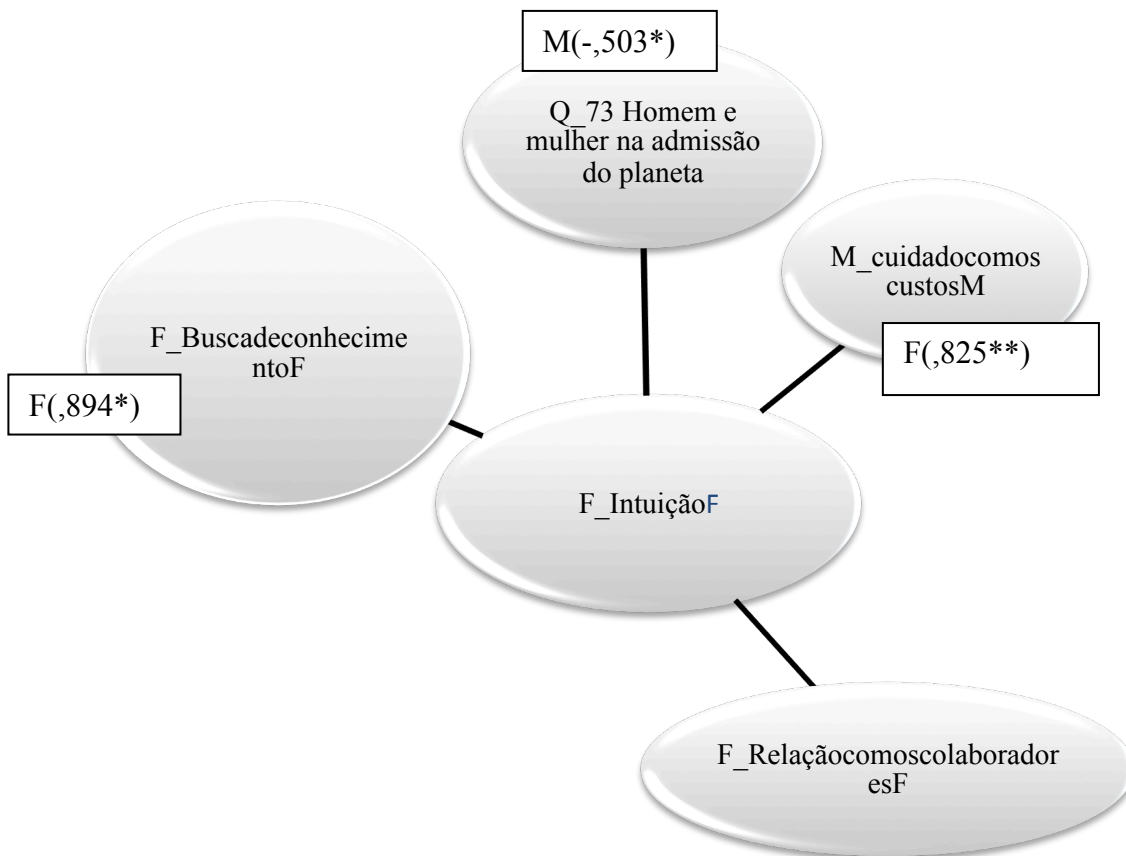 M(-,503*)
Q_73 Homem e
mulher na admissão
do planeta
M_cuidadocomos
custosM
F(,825**)
F_Buscadeconhecime
ntoF
F(,894*)
F_IntuiçãoF
F_Relaçãocomoscolaborador
esF